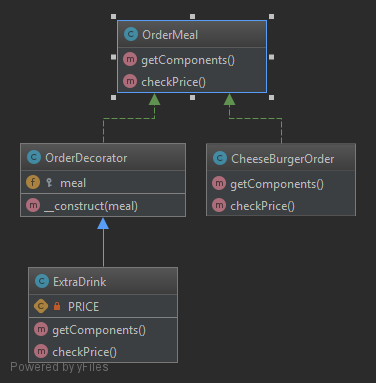 C OrderMeal
m getComponents()
m checkPrice()
C OrderDecorator
f meal
m __construct(meal)
C CheeseBurgerOrder
m getComponents()
m checkPrice()
C ExtraDrink
C PRICE
m getComponents()
m checkPrice()
Powered by yFiles